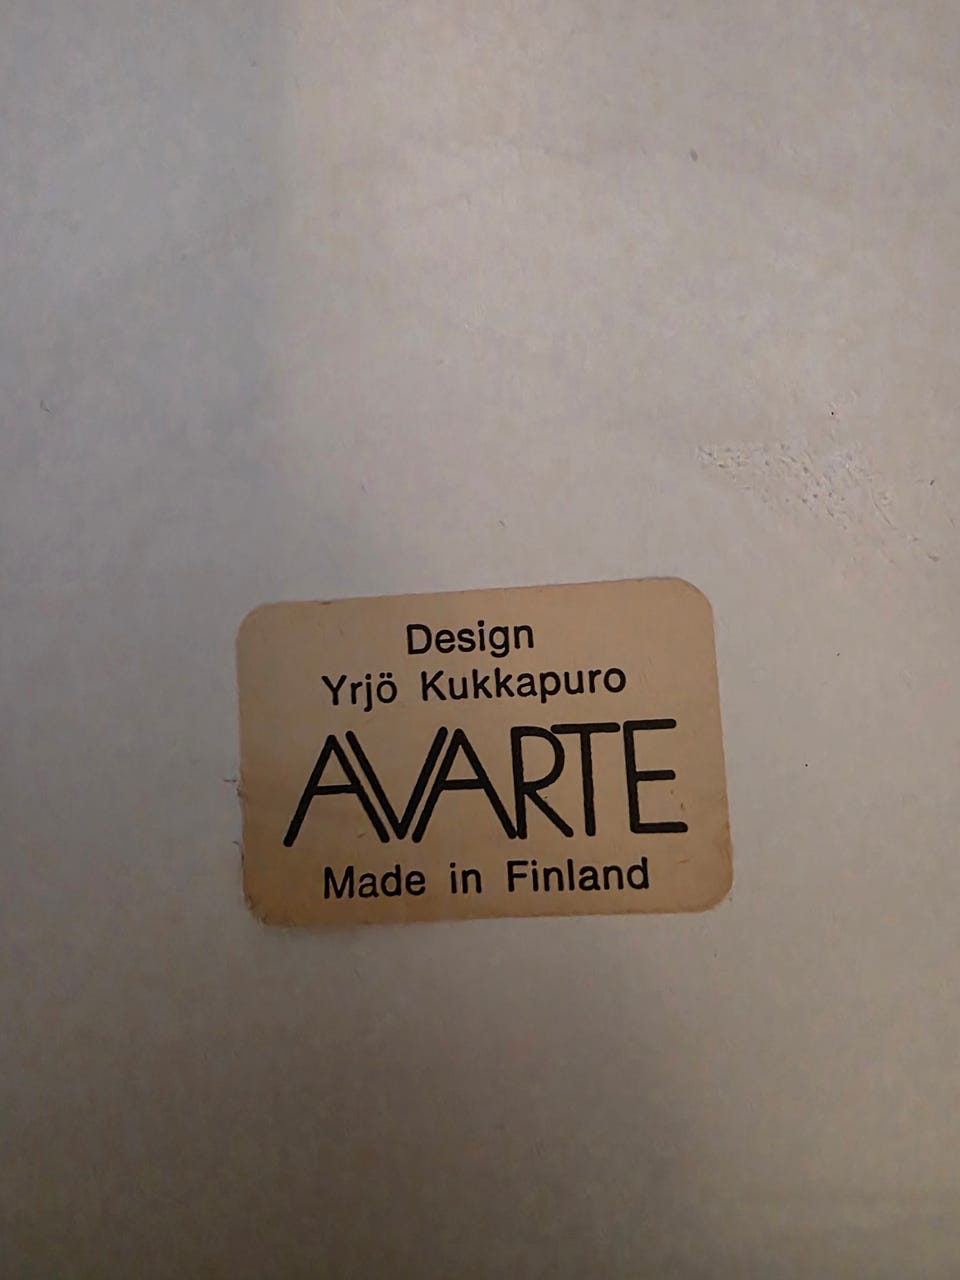 Design
Yrjö Kukkapuro
AVARTE
Made in Finland